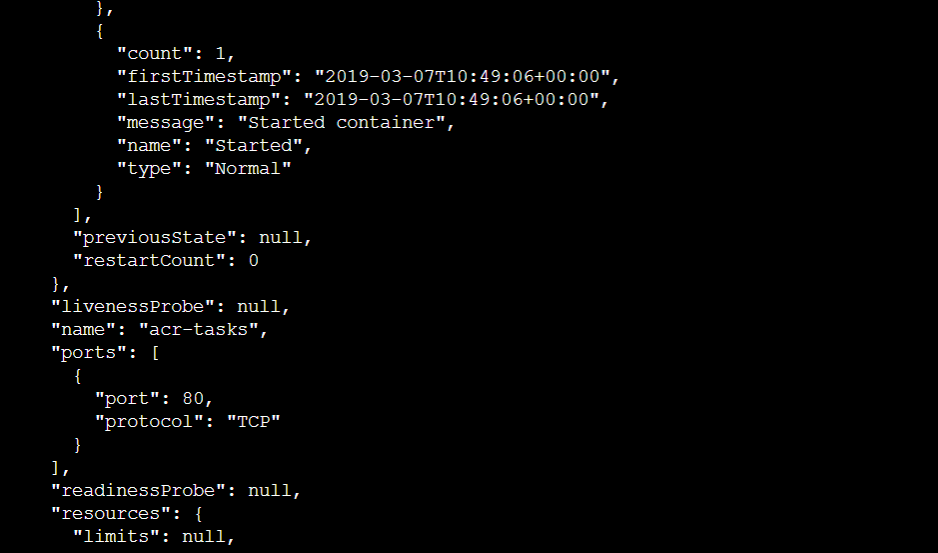 },
{
"count": 1,
"firstTimestamp": "2019-03-07T10:49:06+00:00",
"lastTimestamp": "2019-03-07T10:49:06+00:00",
"message": "Started container",
"name": "Started",
"type": "Normal"
}
],
"previousState": null,
"restartCount": 0
},
"livenessProbe": null,
"name": "acr-tasks",
"ports": [
{
"port": 80,
"protocol": "TCP"
}
],
"readinessProbe": null,
"resources": {
"limits": null,